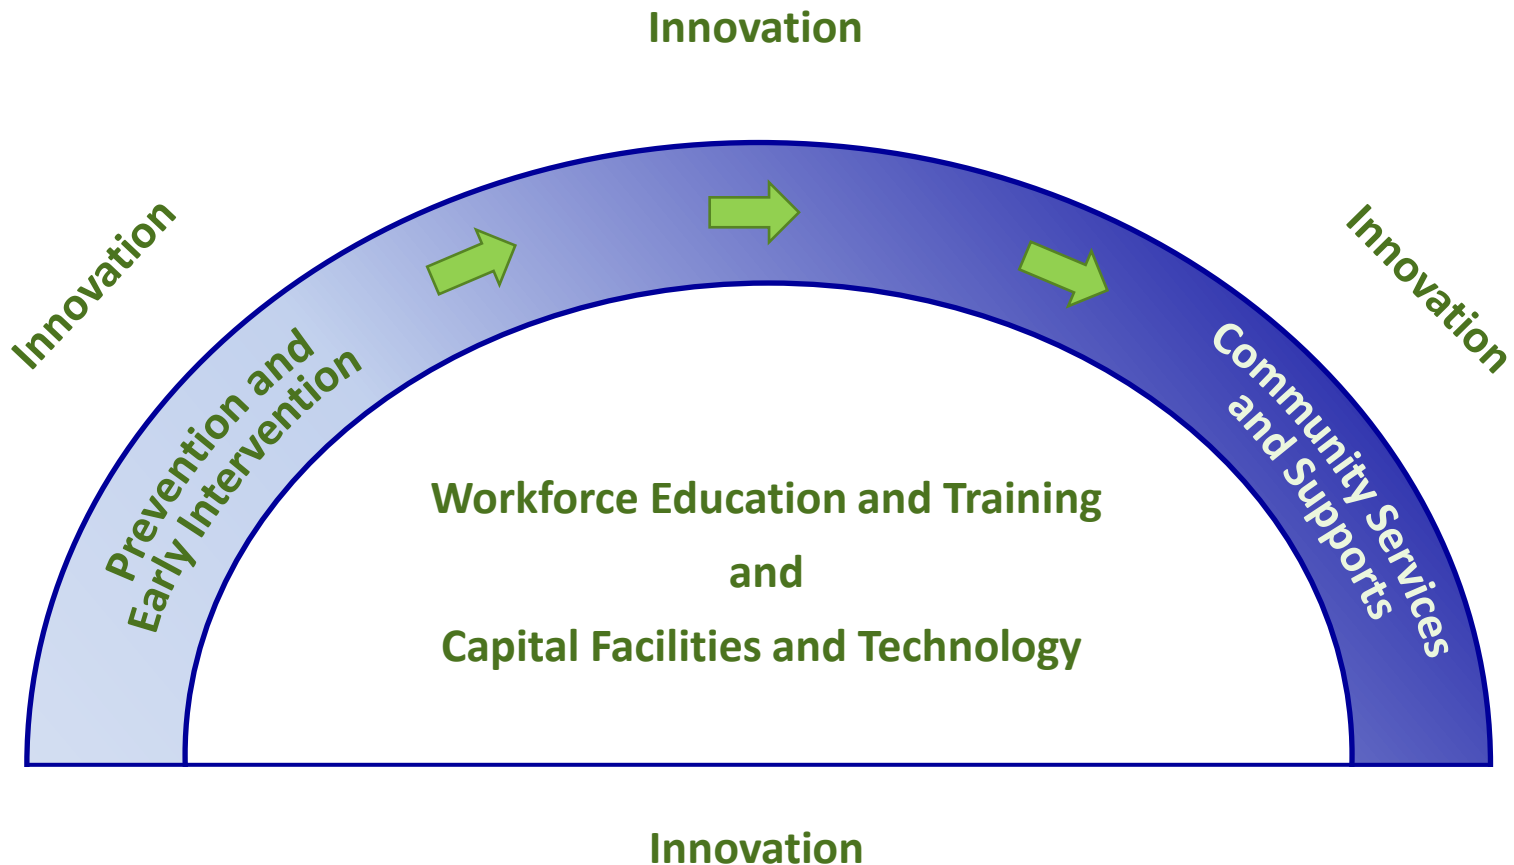 Innovation
Innovation
Innovation
Prevention and
Early Intervention
Community Services
and Supports
Workforce Education and Training
and
Capital Facilities and Technology
Innovation